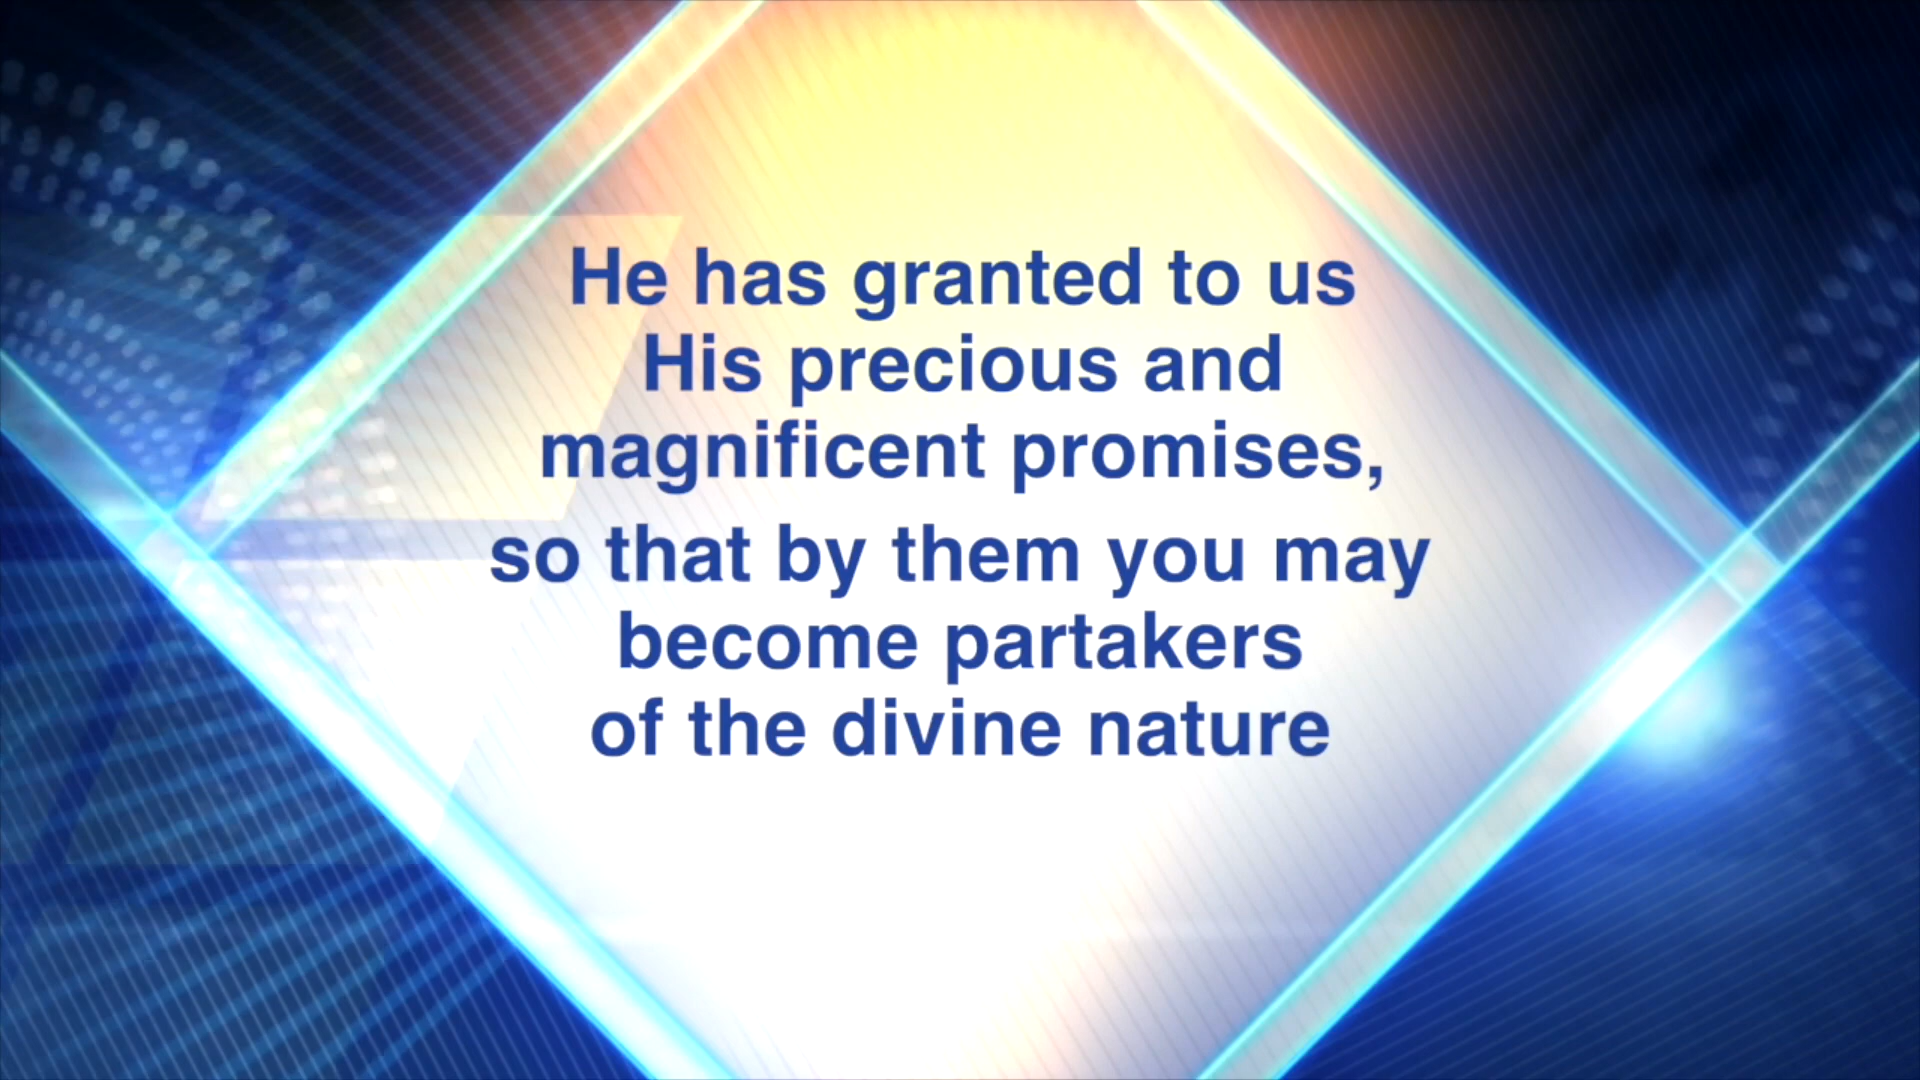 He has granted to us
His precious and
magnificent promises,
so that by them you may
become partakers
of the divine nature